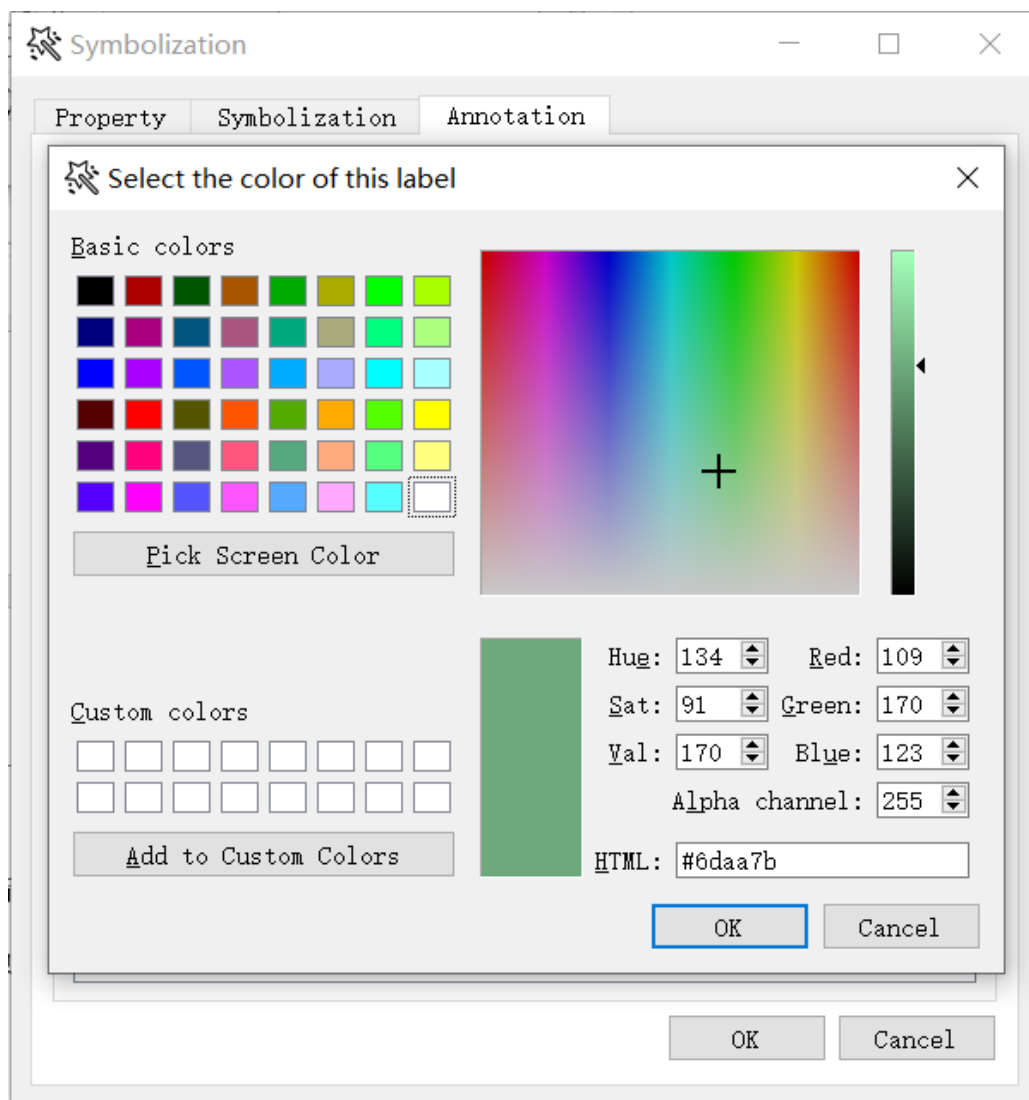 Symbolization
Property Symbolization Annotation
Select the color of this label
Basic colors
Pick Screen Color
Hue: 134 Red: 109
Sat: 91 Green: 170
Val: 170 Blue: 123
Custom colors
Alpha channel: 255
Add to Custom Colors
HTML: #6daa7b
OK Cancel
OK Cancel